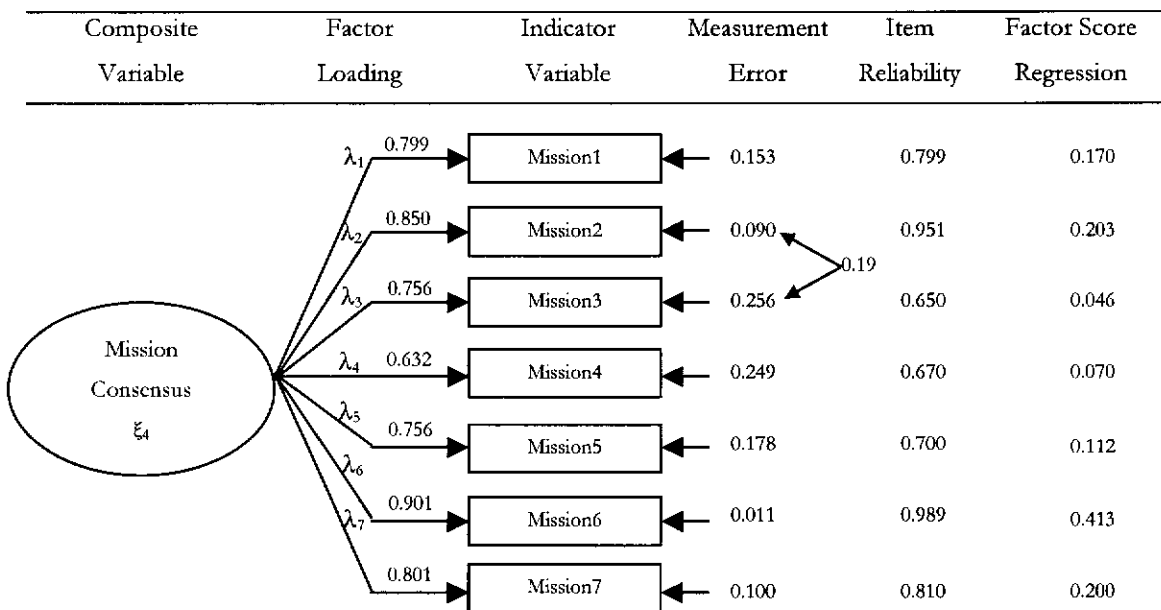 Composite Factor Indicator Measurement Item Factor Score
Variable Loading Variable Error Reliability Regression
λ1 0.799 Mission1 0.153 0.799 0.170
λ2 0.850 Mission2 0.090 0.951 0.203
0.19
λ3 0.756 Mission3 0.256 0.650 0.046
Mission
Consensus
ξ4
λ4 0.632 Mission4 0.249 0.670 0.070
λ5 0.756 Mission5 0.178 0.700 0.112
λ6 0.901 Mission6 0.011 0.989 0.413
λ7 0.801 Mission7 0.100 0.810 0.200